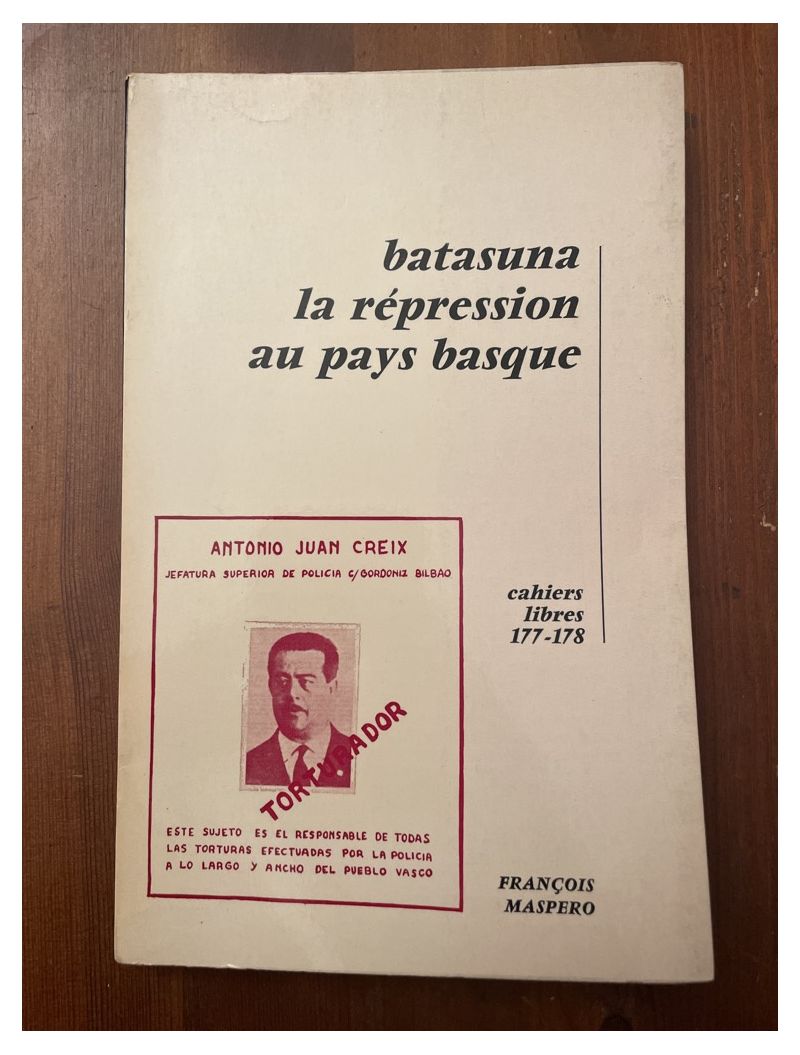 batasuna
la répression
au pays basque
ANTONIO JUAN CREIX
JEFATURA SUPERIOR DE POLICIA C/GORDONIZ BILBAO
TORTURADOR
ESTE SUJETO ES EL RESPONSABLE DE TODAS
LAS TORTURAS EFECTUADAS POR LA POLICIA
A LO LARGO Y ANCHO DEL PUEBLO VASCO
cahiers
libres
177-178
FRANÇOIS
MASPERO